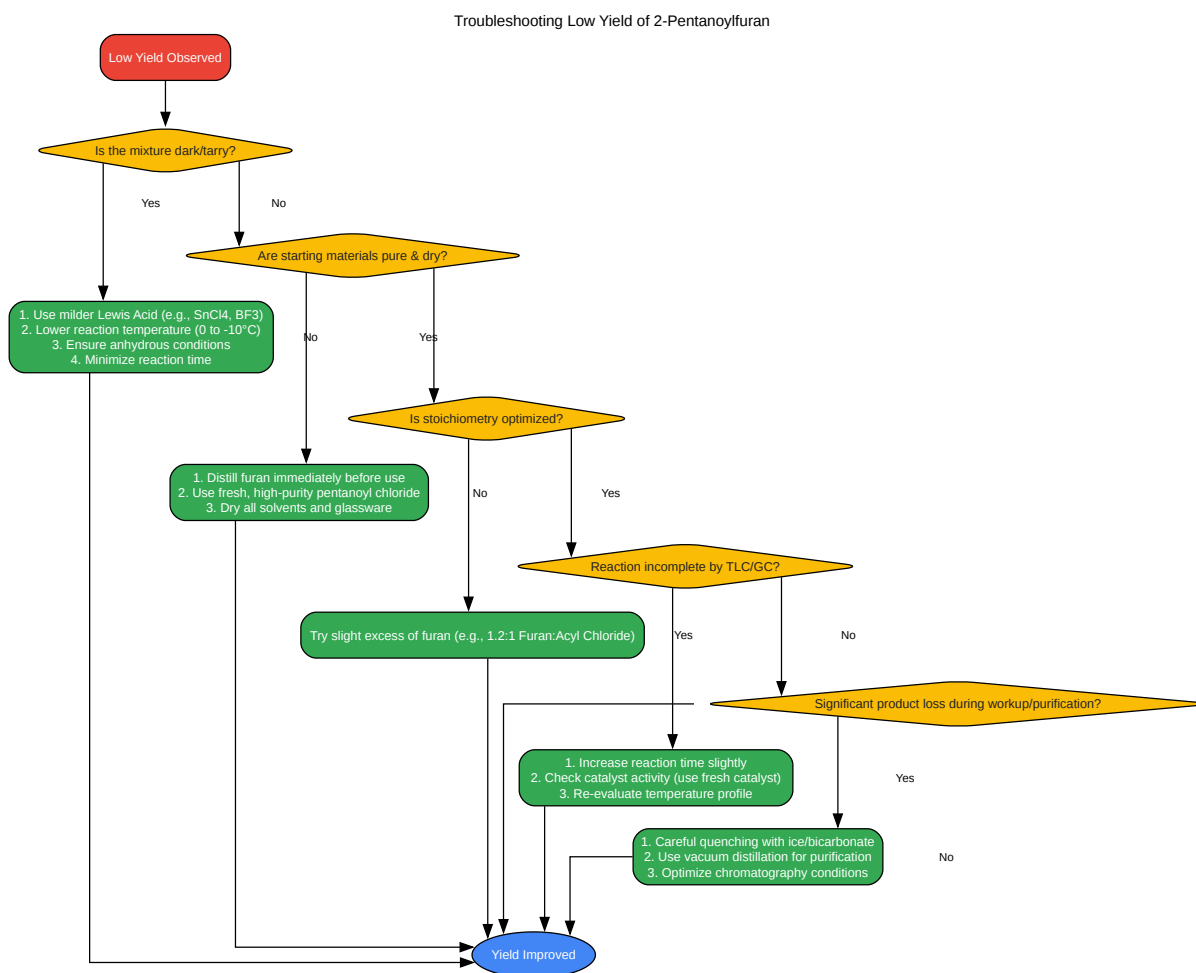 Troubleshooting Low Yield of 2-Pentanoylfuran
Low Yield Observed
Is the mixture dark/tarry?
Yes
No
Are starting materials pure & dry?
1. Use milder Lewis Acid (e.g., SnCl4, BF3)
2. Lower reaction temperature (0 to -10°C)
3. Ensure anhydrous conditions
4. Minimize reaction time
No
Yes
Is stoichiometry optimized?
1. Distill furan immediately before use
2. Use fresh, high-purity pentanoyl chloride
3. Dry all solvents and glassware
No
Yes
Reaction incomplete by TLC/GC?
Try slight excess of furan (e.g., 1.2:1 Furan:Acyl Chloride)
Yes
No
Significant product loss during workup/purification?
1. Increase reaction time slightly
2. Check catalyst activity (use fresh catalyst)
3. Re-evaluate temperature profile
Yes
1. Careful quenching with ice/bicarbonate
2. Use vacuum distillation for purification
3. Optimize chromatography conditions
No
Yield Improved